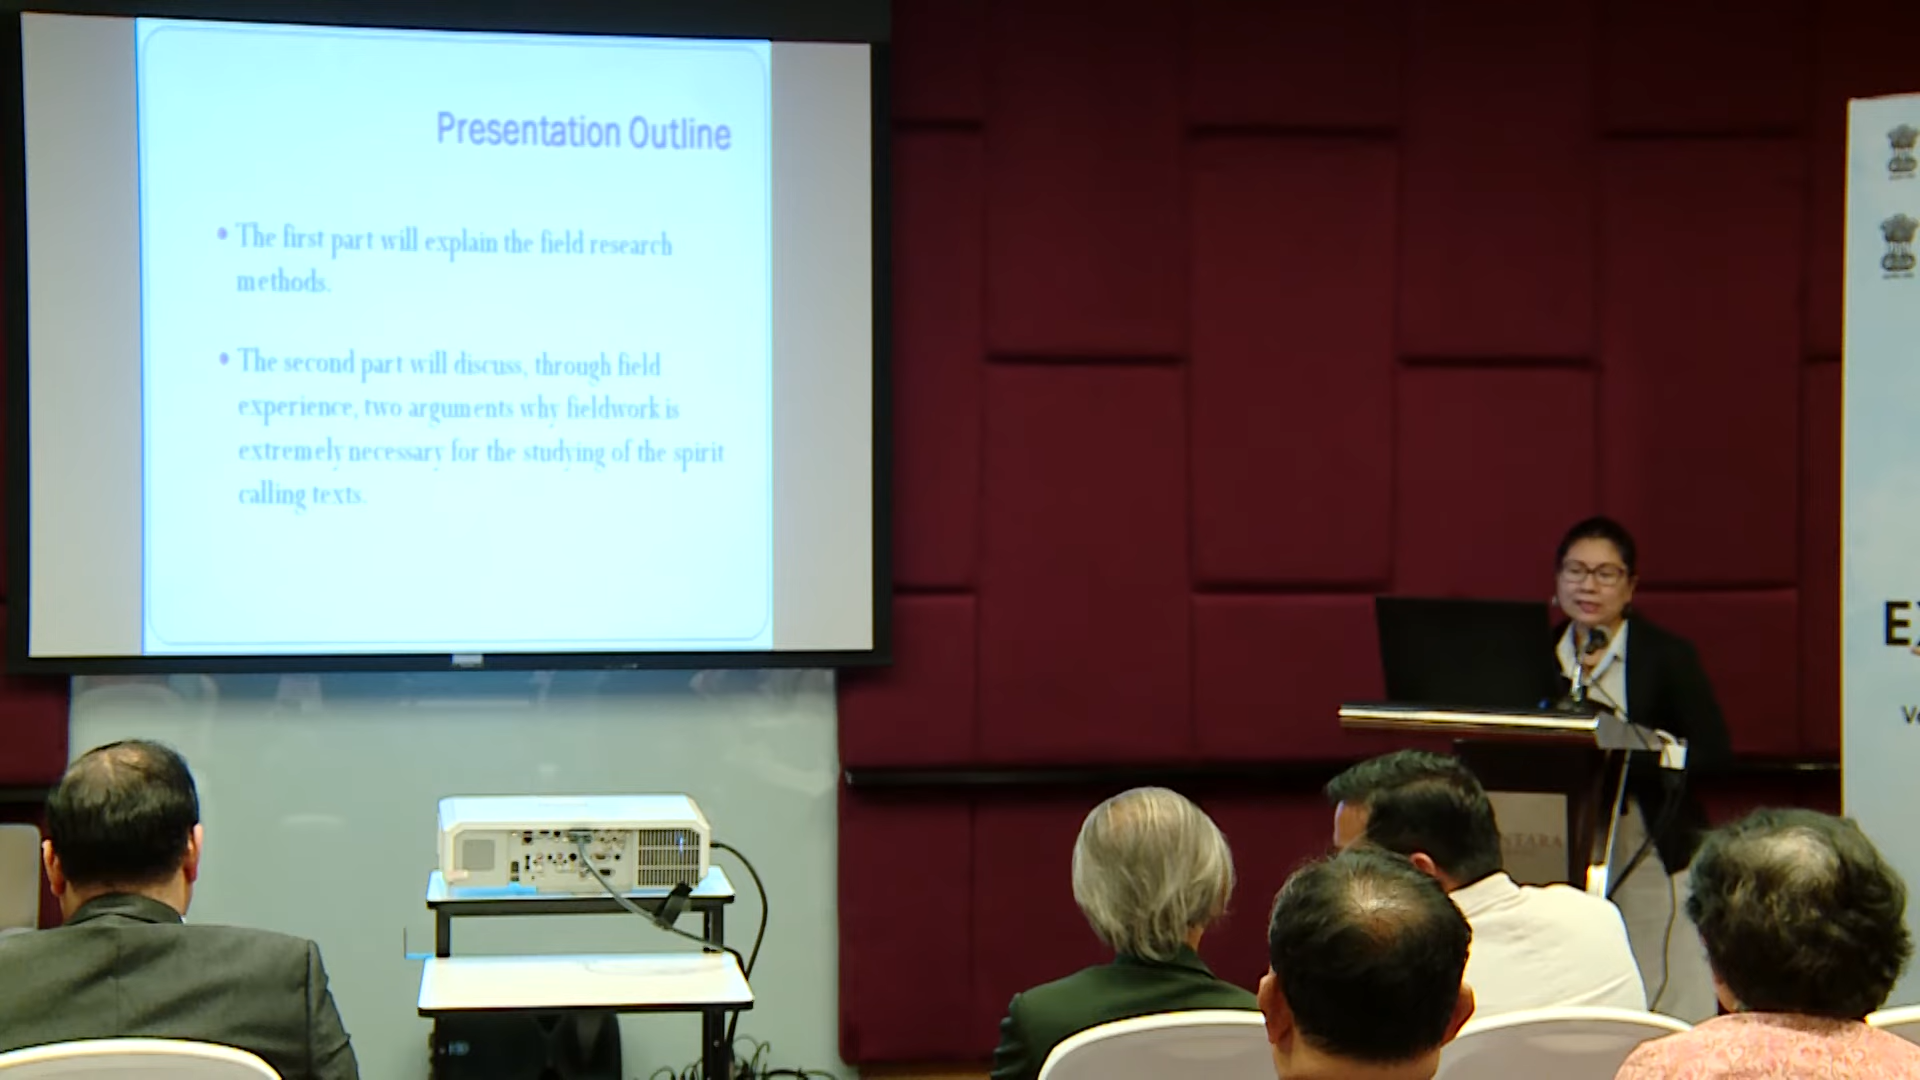 Presentation Outline
• The first part will explain the field research
methods.
• The second part will discuss, through field
experience, two arguments why fieldwork is
extremely necessary for the studying of the spirit
calling texts.